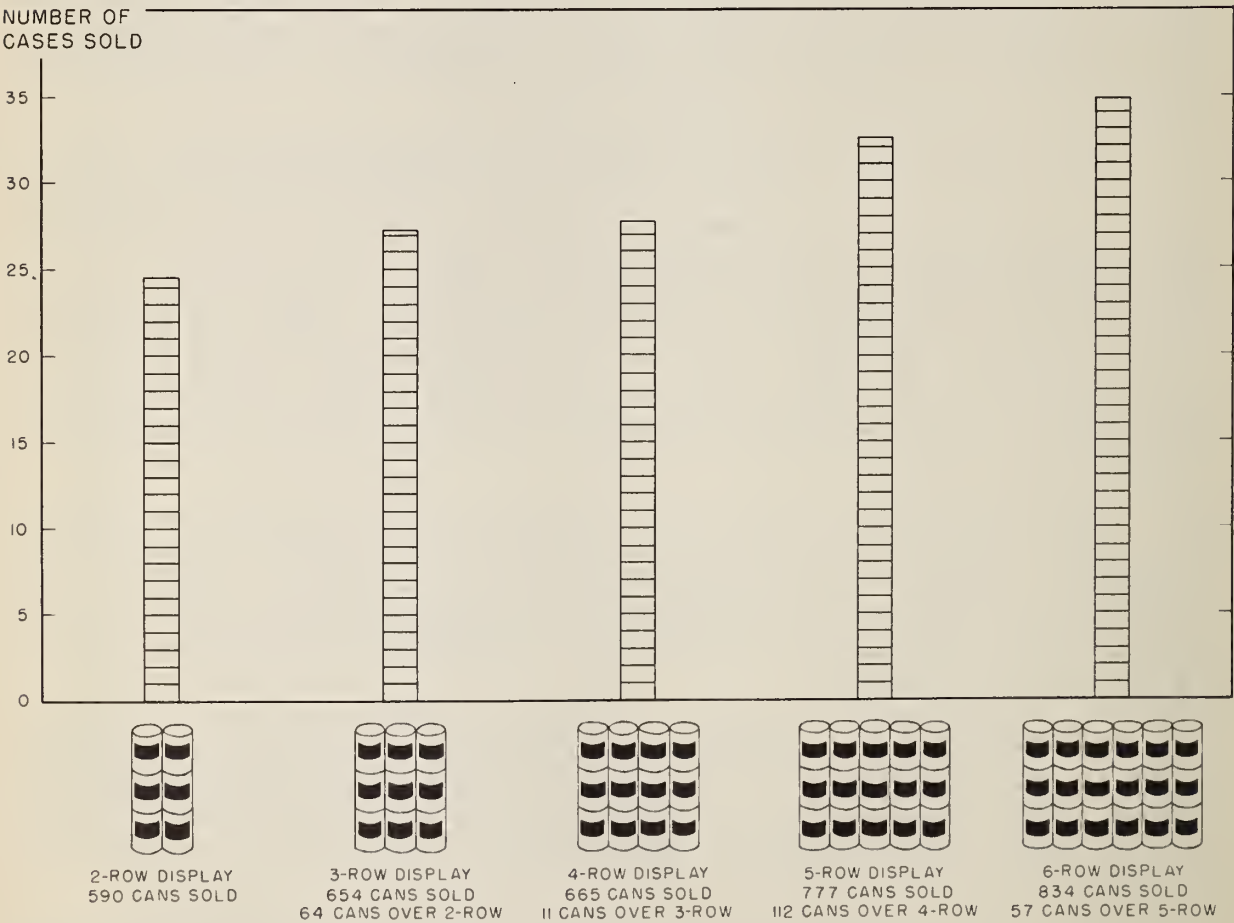 NUMBER OF
CASES SOLD
35
30
25
20
15
10
5
0
2-ROW DISPLAY
590 CANS SOLD
3-ROW DISPLAY
654 CANS SOLD
64 CANS OVER 2-ROW
4-ROW DISPLAY
665 CANS SOLD
11 CANS OVER 3-ROW
5-ROW DISPLAY
777 CANS SOLD
112 CANS OVER 4-ROW
6-ROW DISPLAY
834 CANS SOLD
57 CANS OVER 5-ROW